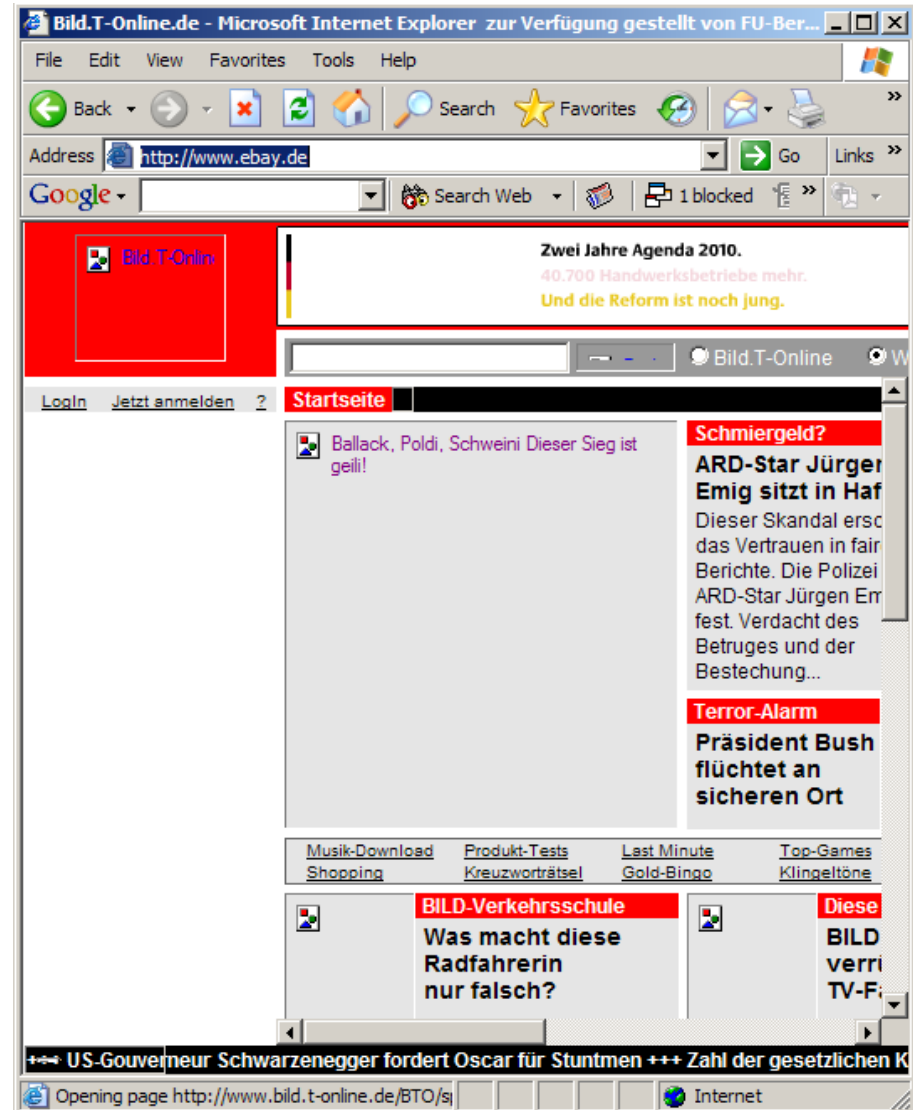 Bild.T-Online.de - Microsoft Internet Explorer zur Verfügung gestellt von FU-Ber...
File Edit View Favorites Tools Help
Back Search Favorites »
Address http://www.ebay.de Go Links »
Google Search Web 1 blocked »
Bild.T-Onlin
Zwei Jahre Agenda 2010.
40.700 Handwerksbetriebe mehr.
Und die Reform ist noch jung.
Bild.T-Online W
LogIn Jetzt anmelden ?
Startseite
Ballack, Poldi, Schweini Dieser Sieg ist
geili!
Schmiergeld?
ARD-Star Jürger
Emig sitzt in Haf
Dieser Skandal ersc
das Vertrauen in fair
Berichte. Die Polizei
ARD-Star Jürgen Em
fest. Verdacht des
Betruges und der
Bestechung...
Terror-Alarm
Präsident Bush
flüchtet an
sicheren Ort
Musik-Download Produkt-Tests Last Minute Top-Games
Shopping Kreuzworträtsel Gold-Bingo Klingeltöne
BILD-Verkehrsschule
Was macht diese
Radfahrerin
nur falsch?
Diese
BILD
verrü
TV-Fa
+++ US-Gouverneur Schwarzenegger fordert Oscar für Stuntmen +++ Zahl der gesetzlichen K
Opening page http://www.bild.t-online.de/BTO/sp Internet